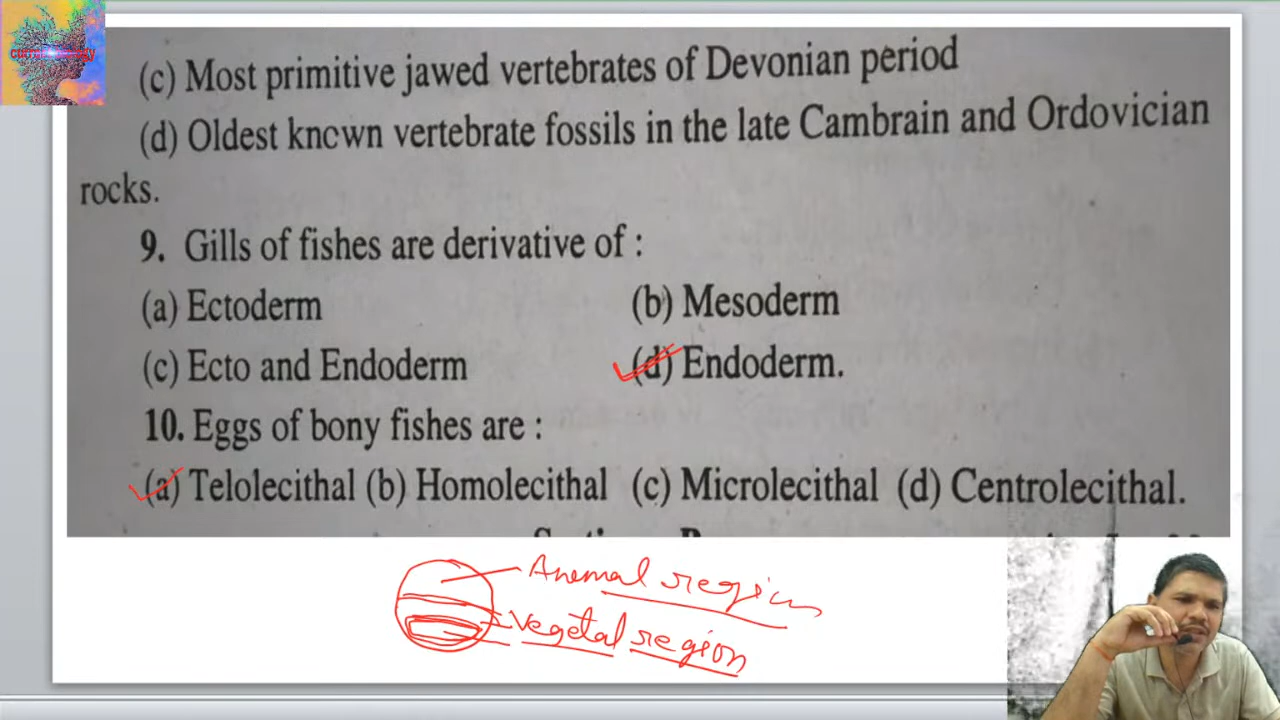 (c) Most primitive jawed vertebrates of Devonian period
(d) Oldest known vertebrate fossils in the late Cambrain and Ordovician
rocks.
9. Gills of fishes are derivative of :
(a) Ectoderm (b) Mesoderm
(c) Ecto and Endoderm (d) Endoderm.
10. Eggs of bony fishes are :
(a) Telolecithal (b) Homolecithal (c) Microlecithal (d) Centrolecithal.
Anemal region
Vegetal region